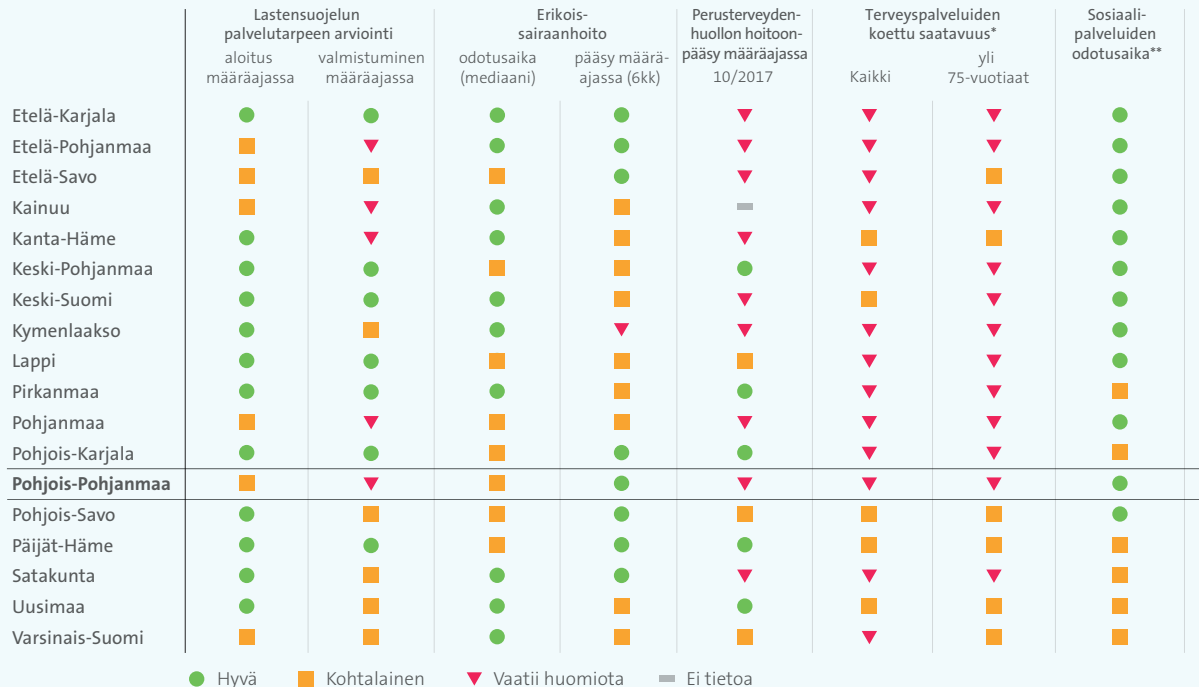 Lastensuojelun
palvelutarpeen arviointi
Erikois-
sairaanhoito
Perusterveyden-
huollon hoitoon-
pääsy määräajassa
Terveyspalveluiden
koettu saatavuus*
Sosiaali-
palveluiden
odotusaika**
aloitus
määräajassa
valmistuminen
määräajassa
odotusaika
(mediaani)
pääsy määrä-
ajassa (6kk)
10/2017
Kaikki
yli
75-vuotiaat
Etelä-Karjala
Etelä-Pohjanmaa
Etelä-Savo
Kainuu
Kanta-Häme
Keski-Pohjanmaa
Keski-Suomi
Kymenlaakso
Lappi
Pirkanmaa
Pohjanmaa
Pohjois-Karjala
Pohjois-Pohjanmaa
Pohjois-Savo
Päijät-Häme
Satakunta
Uusimaa
Varsinais-Suomi
Hyvä Kohtalainen Vaatii huomiota Ei tietoa